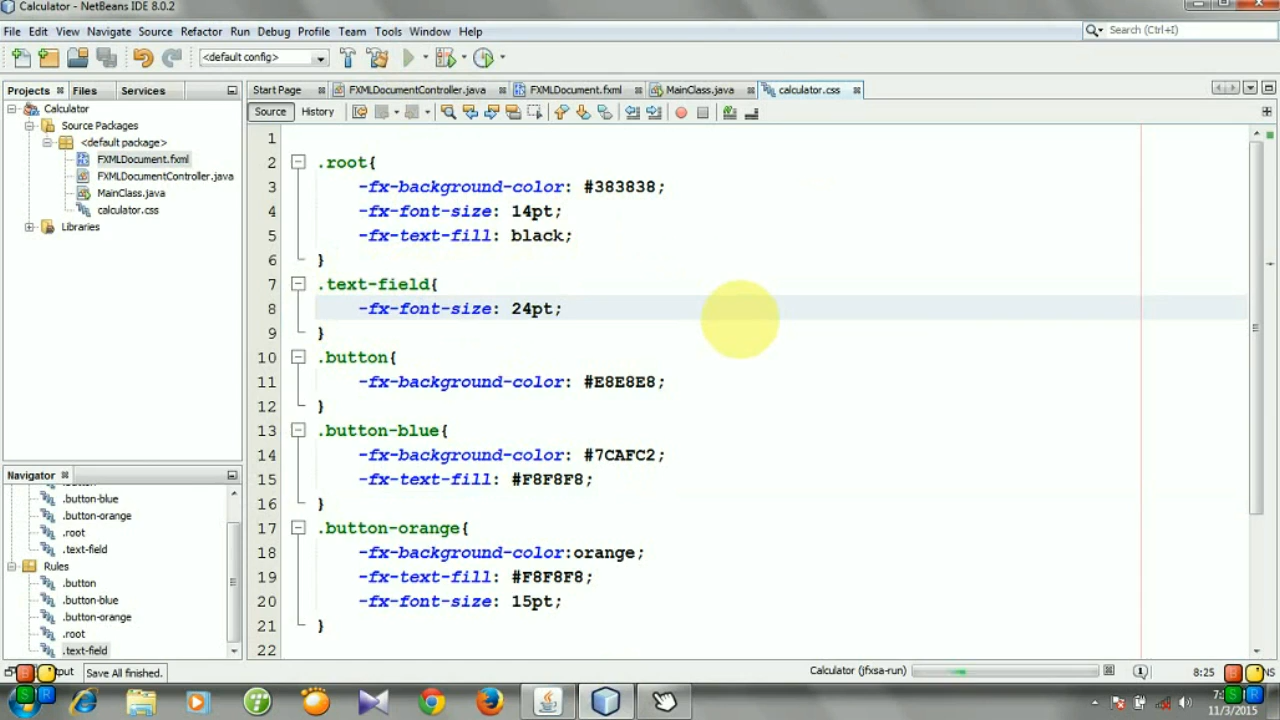 Calculator - NetBeans IDE 8.0.2
File Edit View Navigate Source Refactor Run Debug Profile Team Tools Window Help
Search (Ctrl+I)
<default config>
Projects Files Services
Start Page FXMLDocumentController.java FXMLDocument.fxml MainClass.java calculator.css
Source History
Calculator
Source Packages
<default package>
FXMLDocument.fxml
FXMLDocumentController.java
MainClass.java
calculator.css
Libraries
1
2 .root{
3 -fx-background-color: #383838;
4 -fx-font-size: 14pt;
5 -fx-text-fill: black;
6 }
7 .text-field{
8 -fx-font-size: 24pt;
9 }
10 .button{
11 -fx-background-color: #E8E8E8;
12 }
13 .button-blue{
14 -fx-background-color: #7CAFC2;
15 -fx-text-fill: #F8F8F8;
16 }
17 .button-orange{
18 -fx-background-color:orange;
19 -fx-text-fill: #F8F8F8;
20 -fx-font-size: 15pt;
21 }
22
Navigator
.button-blue
.button-orange
.root
.text-field
Rules
.button
.button-blue
.button-orange
.root
.text-field
Save All finished.
Calculator (jfxsa-run)
8:25
S R
S R
11/3/2015